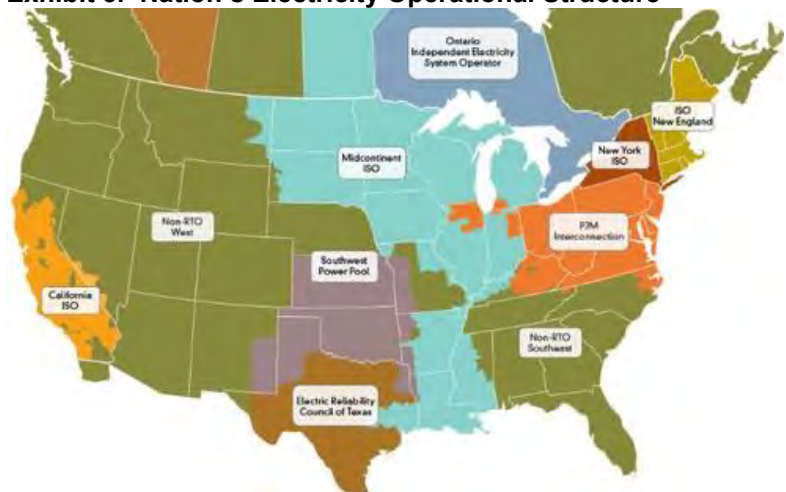 Exhibit 3. Nation's Electricity Operational Structure
Ontario
Independent Electricity
System Operator
ISO
New England
New York
ISO
Midcontinent
ISO
Non-RTO
West
PJM
Interconnection
Southwest
Power Pool
California
ISO
Non-RTO
Southeast
Electric Reliability
Council of Texas